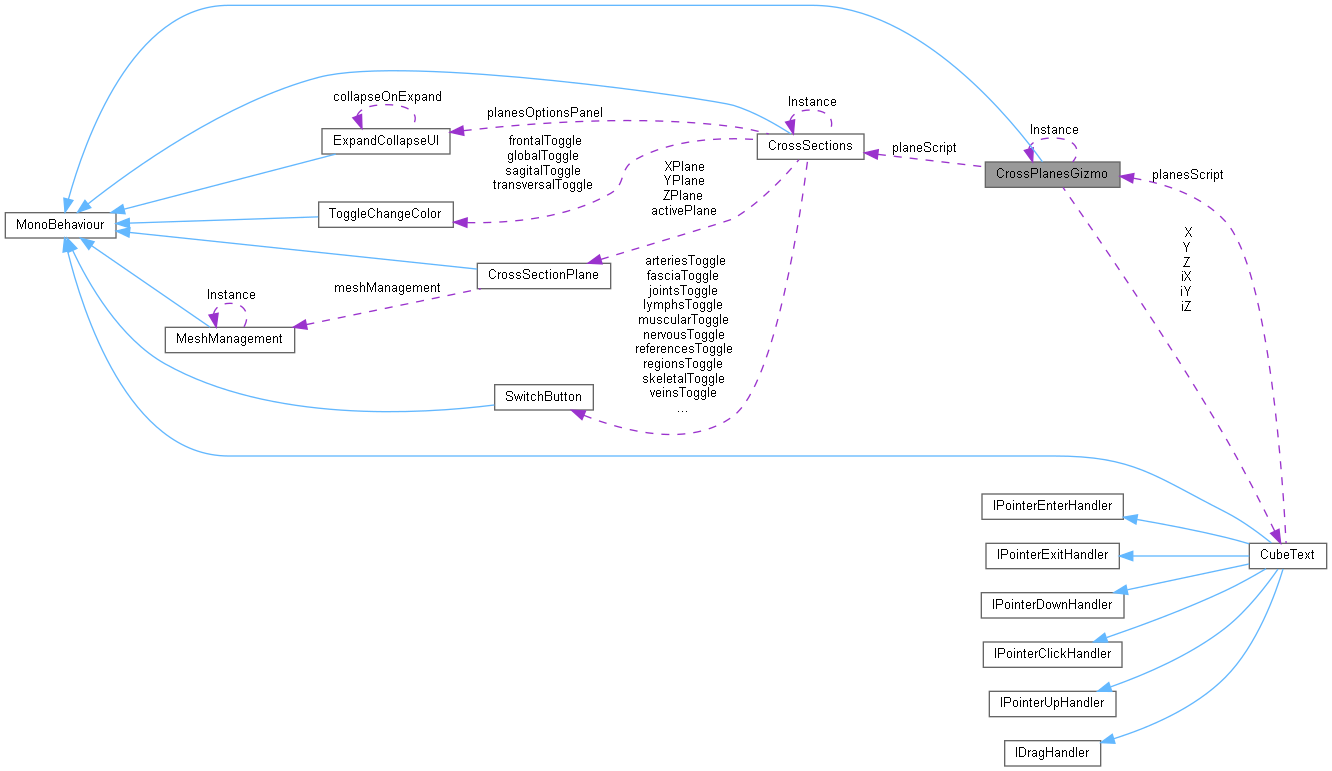 collapseOnExpand
ExpandCollapseUI
planesOptionsPanel
Instance
CrossSections
planeScript
Instance
CrossPlanesGizmo
planesScript
frontalToggle
globalToggle
sagitalToggle
transversalToggle
XPlane
YPlane
ZPlane
activePlane
MonoBehaviour
ToggleChangeColor
X
Y
Z
iX
iY
iZ
CrossSectionPlane
meshManagement
Instance
MeshManagement
arteriesToggle
fasciaToggle
jointsToggle
lymphsToggle
muscularToggle
nervousToggle
referencesToggle
regionsToggle
skeletalToggle
veinsToggle
...
SwitchButton
IPointerEnterHandler
IPointerExitHandler
CubeText
IPointerDownHandler
IPointerClickHandler
IPointerUpHandler
IDragHandler